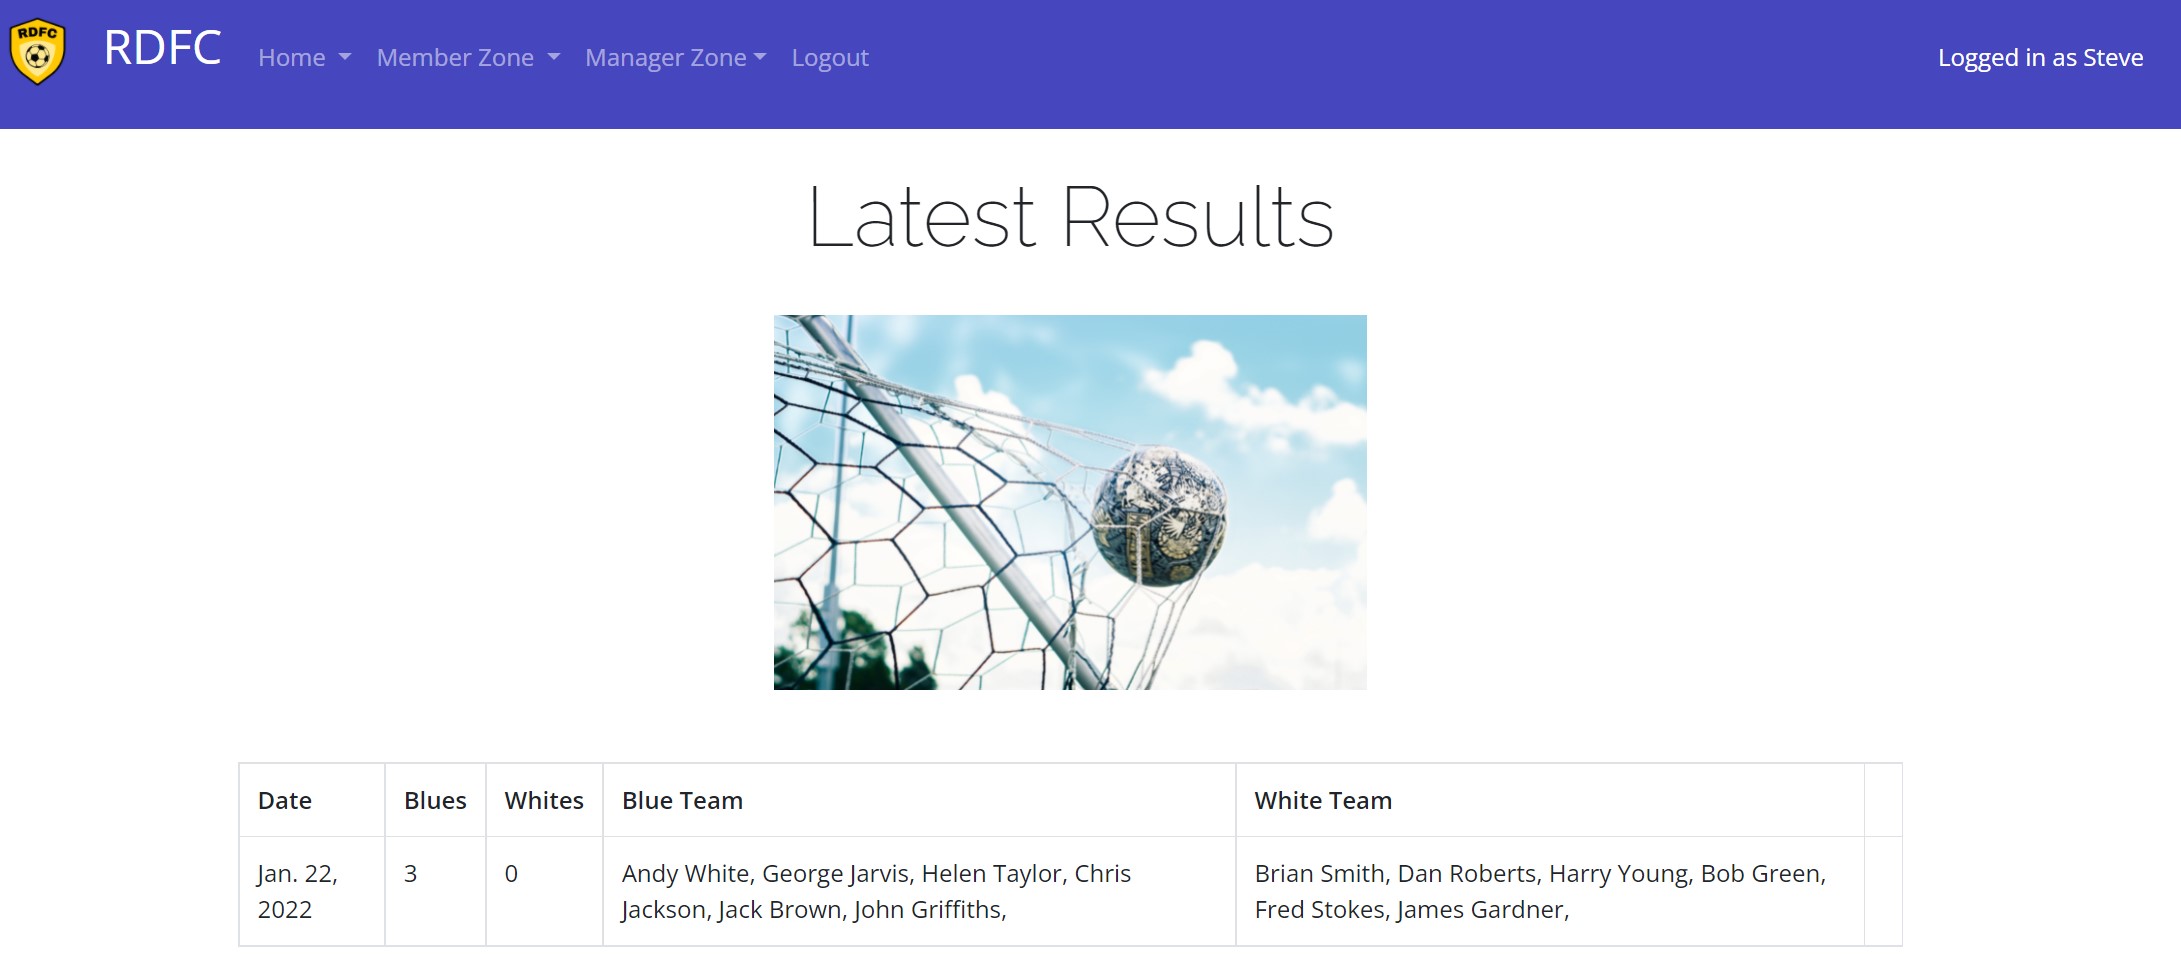 RDFC
RDFC Home Member Zone Manager Zone Logout Logged in as Steve
Latest Results
Date Blues Whites Blue Team White Team
Jan. 22, 3 0 Andy White, George Jarvis, Helen Taylor, Chris Brian Smith, Dan Roberts, Harry Young, Bob Green,
2022 Jackson, Jack Brown, John Griffiths, Fred Stokes, James Gardner,